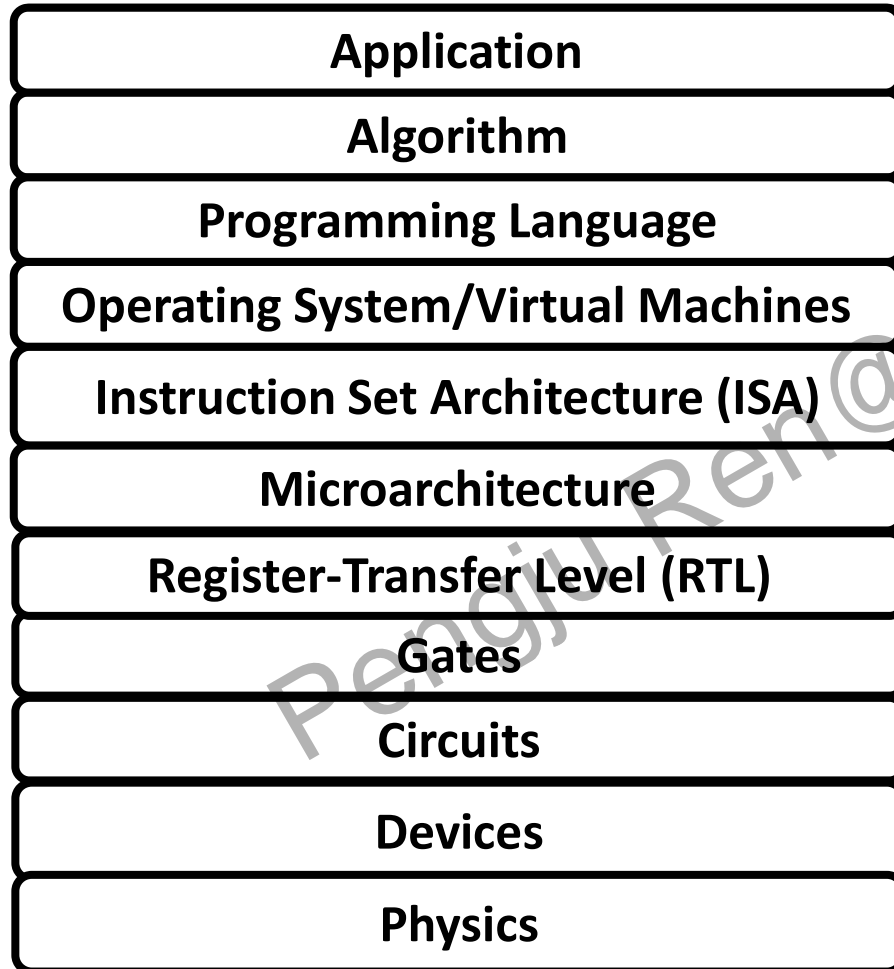 Application
Algorithm
Programming Language
Operating System/Virtual Machines
Instruction Set Architecture (ISA)
Microarchitecture
Register-Transfer Level (RTL)
Gates
Circuits
Devices
Physics
Pengju Ren@